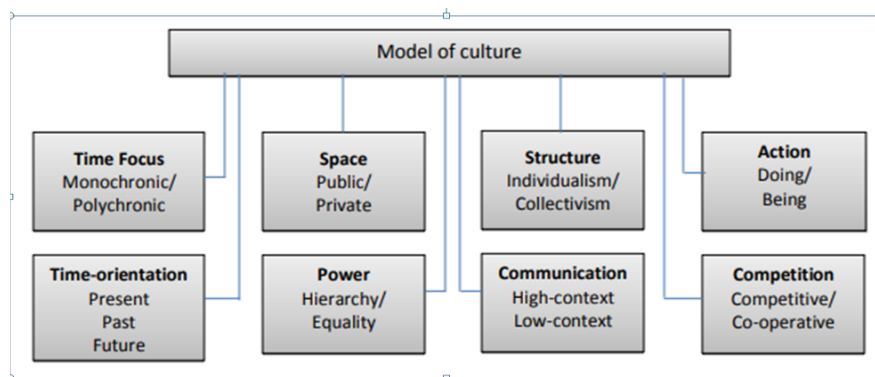 Model of culture
Time Focus
Monochronic/
Polychronic
Space
Public/
Private
Structure
Individualism/
Collectivism
Action
Doing/
Being
Time-orientation
Present
Past
Future
Power
Hierarchy/
Equality
Communication
High-context
Low-context
Competition
Competitive/
Co-operative